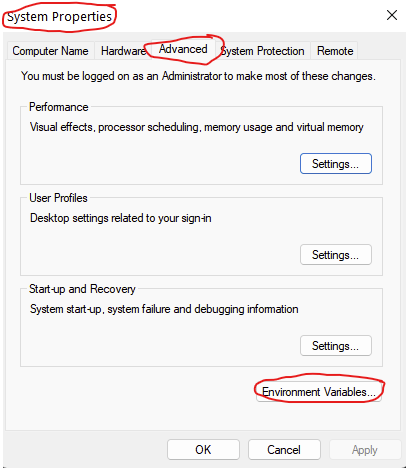 System Properties
Computer Name Hardware Advanced System Protection Remote
You must be logged on as an Administrator to make most of these changes.
Performance
Visual effects, processor scheduling, memory usage and virtual memory
Settings...
User Profiles
Desktop settings related to your sign-in
Settings...
Start-up and Recovery
System start-up, system failure and debugging information
Settings...
Environment Variables...
OK Cancel Apply